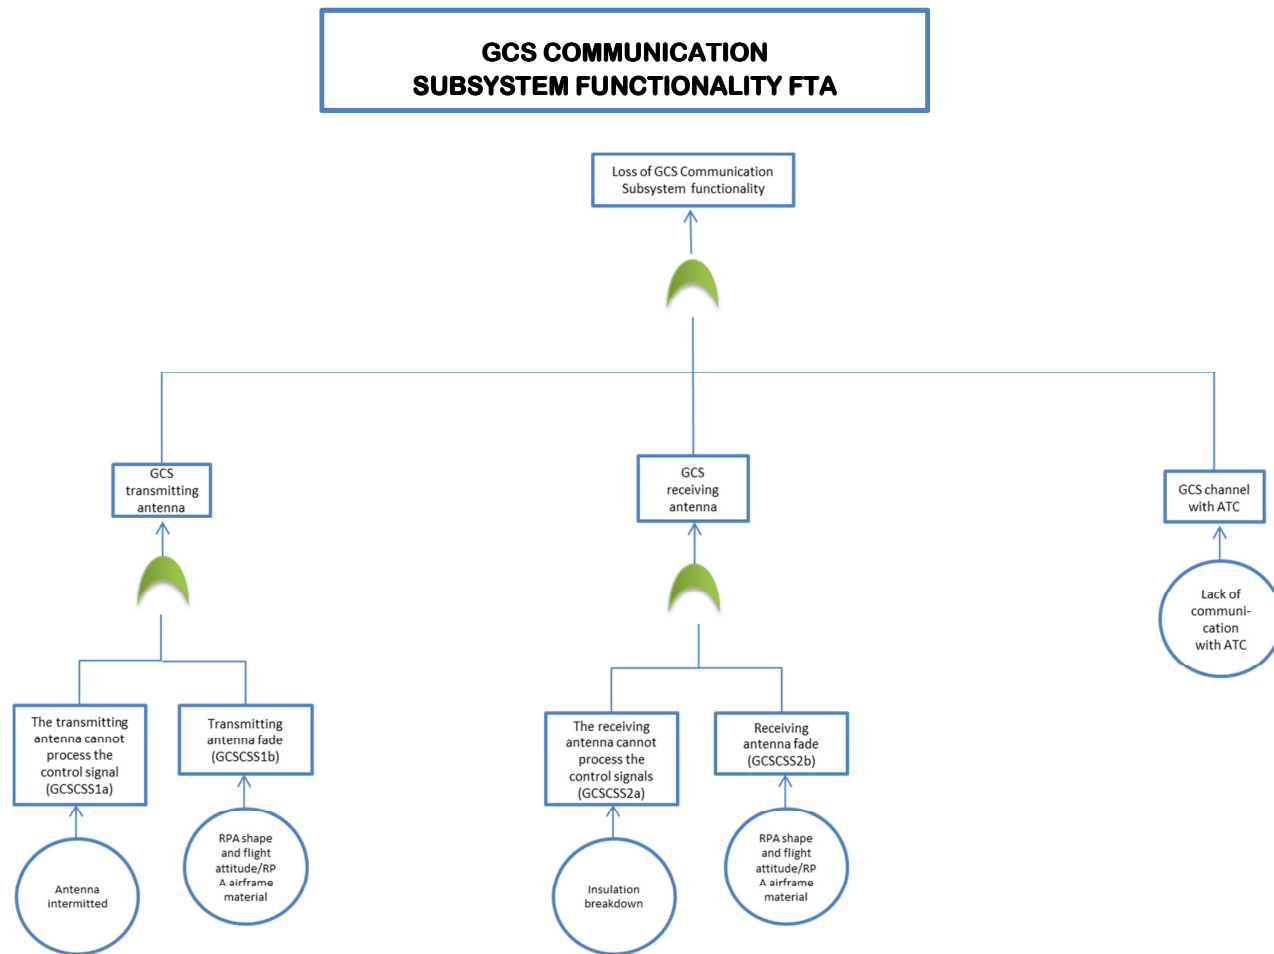 GCS COMMUNICATION
SUBSYSTEM FUNCTIONALITY FTA
Loss of GCS Communication
Subsystem functionality
GCS
transmitting
antenna
GCS
receiving
antenna
GCS channel
with ATC
Lack of
communi-
cation
with ATC
The transmitting
antenna cannot
process the
control signal
(GCSCSS1a)
Transmitting
antenna fade
(GCSCSS1b)
The receiving
antenna cannot
process the
control signals
(GCSCSS2a)
Receiving
antenna fade
(GCSCSS2b)
Antenna
intermitted
RPA shape
and flight
attitude/RP
A airframe
material
Insulation
breakdown
RPA shape
and flight
attitude/RP
A airframe
material